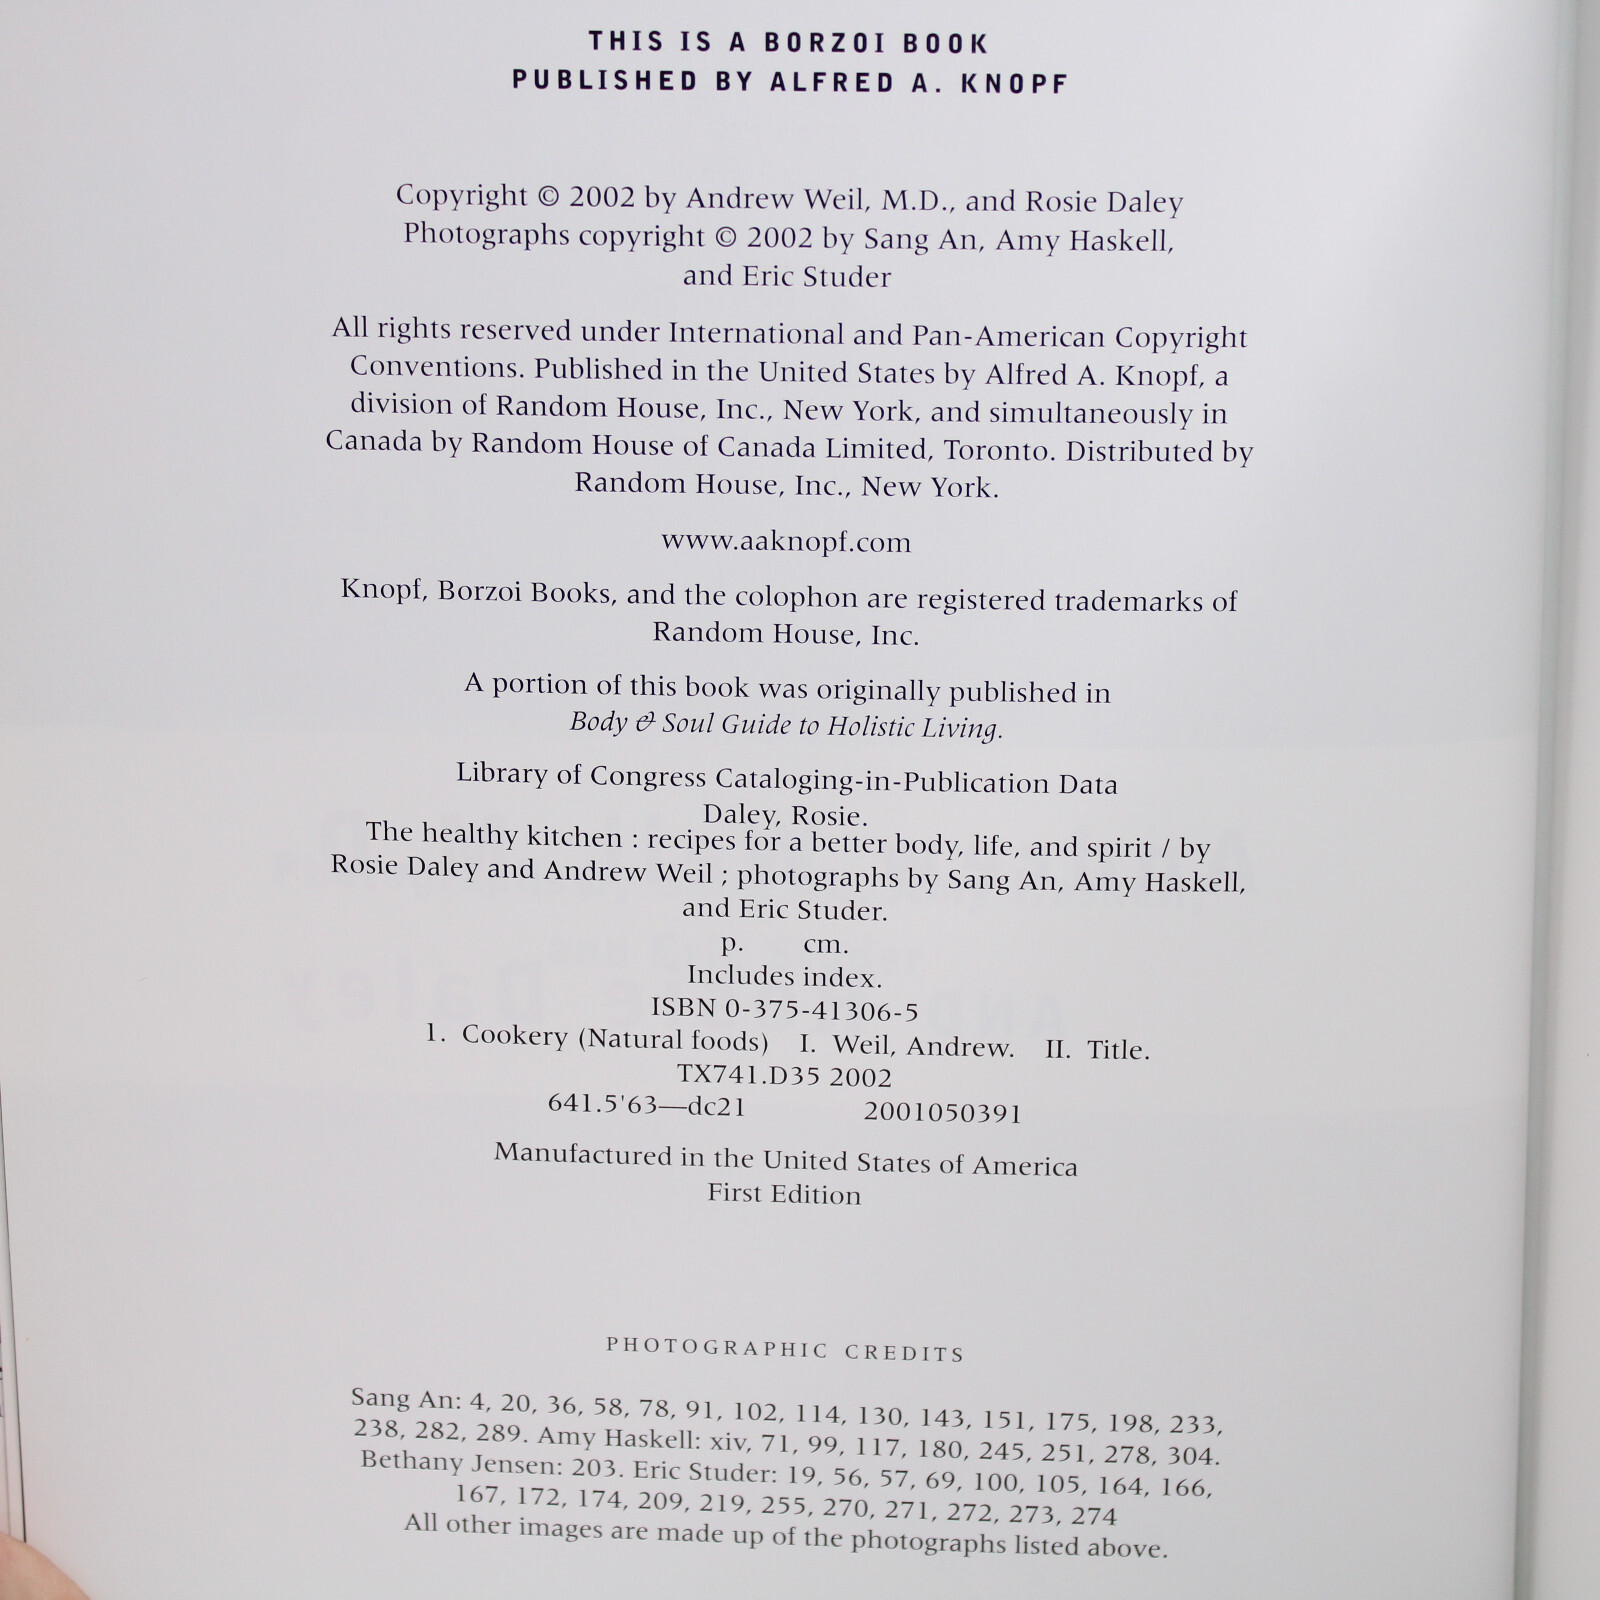 THIS IS A BORZOI BOOK
PUBLISHED BY ALFRED A. KNOPF
Copyright © 2002 by Andrew Weil, M.D., and Rosie Daley
Photographs copyright © 2002 by Sang An, Amy Haskell,
and Eric Studer
All rights reserved under International and Pan-American Copyright
Conventions. Published in the United States by Alfred A. Knopf, a
division of Random House, Inc., New York, and simultaneously in
Canada by Random House of Canada Limited, Toronto. Distributed by
Random House, Inc., New York.
www.aaknopf.com
Knopf, Borzoi Books, and the colophon are registered trademarks of
Random House, Inc.
A portion of this book was originally published in
Body & Soul Guide to Holistic Living.
Library of Congress Cataloging-in-Publication Data
Daley, Rosie.
The healthy kitchen : recipes for a better body, life, and spirit / by
Rosie Daley and Andrew Weil ; photographs by Sang An, Amy Haskell,
and Eric Studer.
p. cm.
Includes index.
ISBN 0-375-41306-5
1. Cookery (Natural foods) I. Weil, Andrew. II. Title.
TX741.D35 2002
641.5'63—dc21 2001050391
Manufactured in the United States of America
First Edition
PHOTOGRAPHIC CREDITS
Sang An: 4, 20, 36, 58, 78, 91, 102, 114, 130, 143, 151, 175, 198, 233,
238, 282, 289. Amy Haskell: xiv, 71, 99, 117, 180, 245, 251, 278, 304.
Bethany Jensen: 203. Eric Studer: 19, 56, 57, 69, 100, 105, 164, 166,
167, 172, 174, 209, 219, 255, 270, 271, 272, 273, 274
All other images are made up of the photographs listed above.